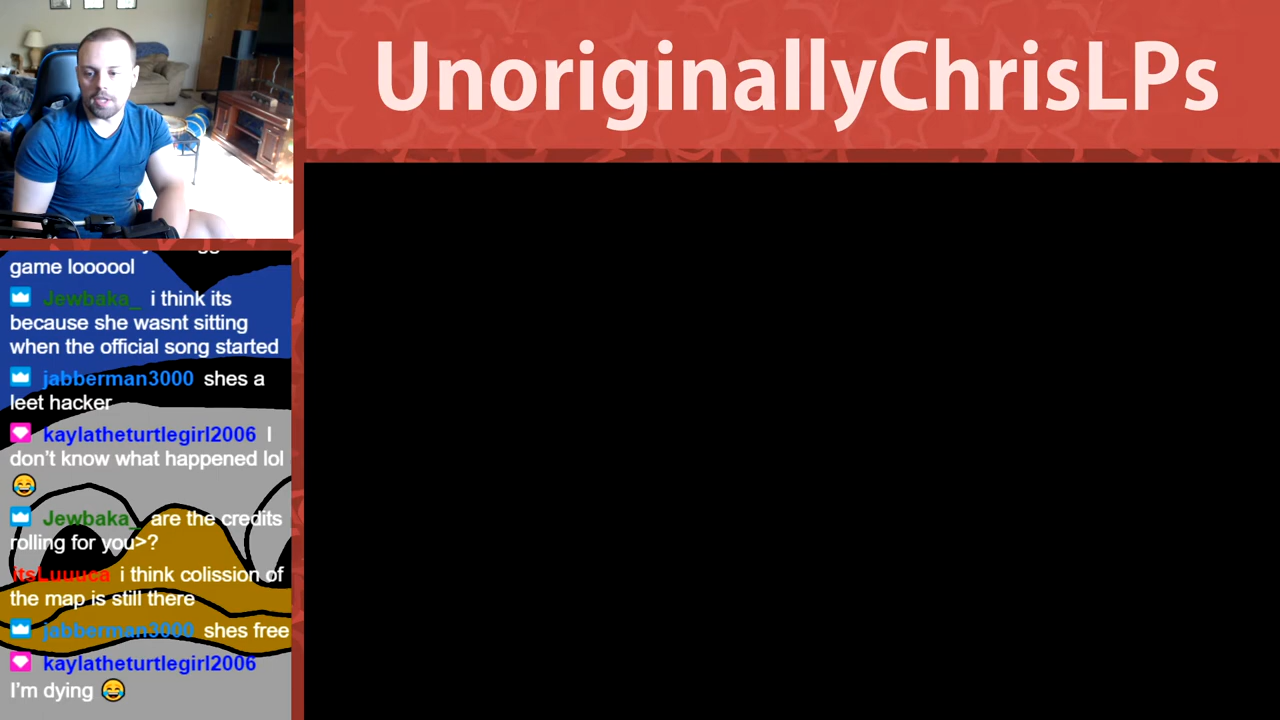 UnoriginallyChrisLPs
game loooool
Jewbaka_ i think its
because she wasnt sitting
when the official song started
jabberman3000 shes a
leet hacker
kaylatheturtlegirl2006 I
don't know what happened lol
😂
Jewbaka_ are the credits
rolling for you>?
itsLuuuca i think colission of
the map is still there
jabberman3000 shes free
kaylatheturtlegirl2006
I'm dying 😂